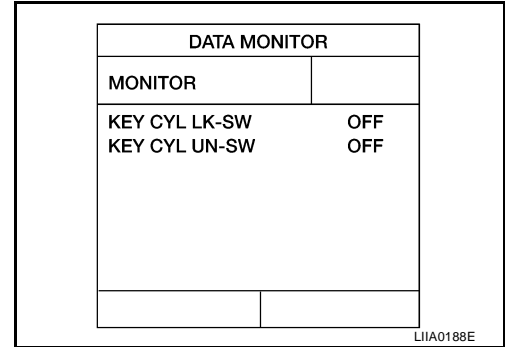 DATA MONITOR
MONITOR
KEY CYL LK-SW OFF
KEY CYL UN-SW OFF
LIIA0188E